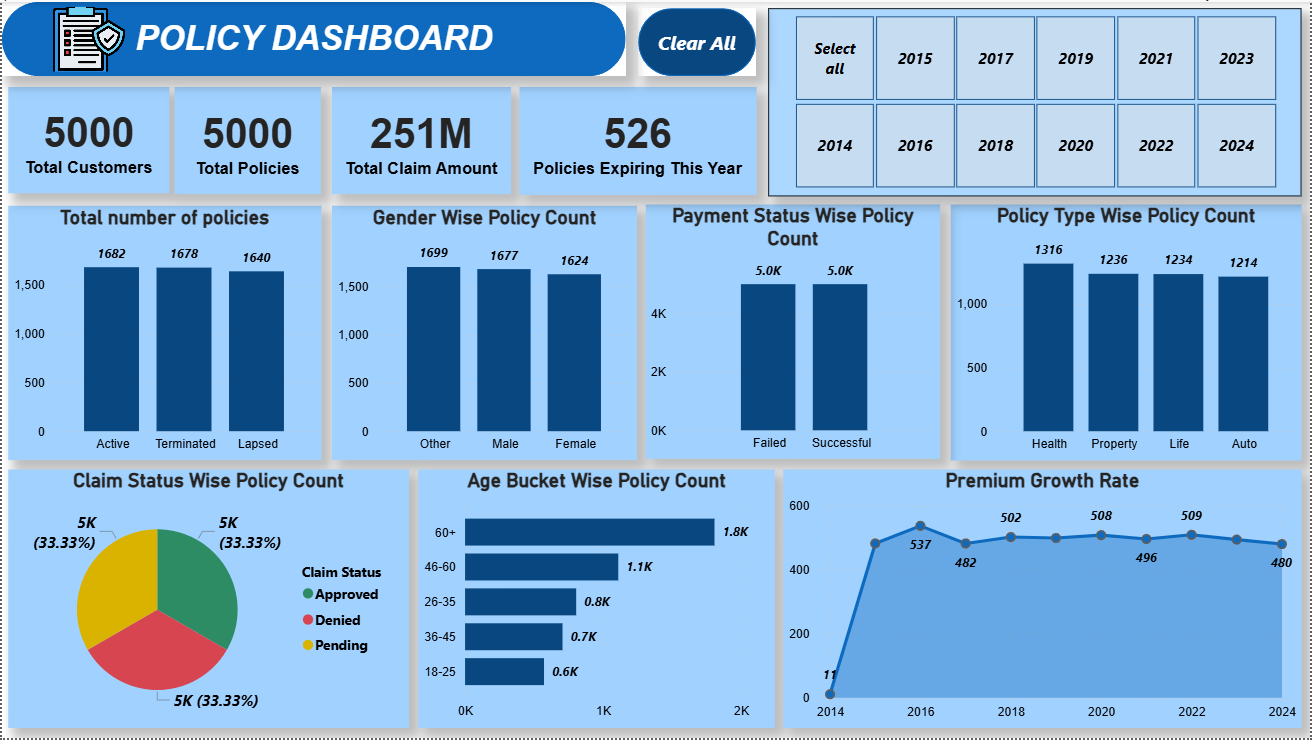 POLICY DASHBOARD
Clear All
Select
all
2015
2017
2019
2021
2023
2014
2016
2018
2020
2022
2024
5000
Total Customers
5000
Total Policies
251M
Total Claim Amount
526
Policies Expiring This Year
Total number of policies
1682
1678
1640
1,500
1,000
500
0
Active
Terminated
Lapsed
Gender Wise Policy Count
1699
1677
1624
1,500
1,000
500
0
Other
Male
Female
Payment Status Wise Policy
Count
5.0K
5.0K
4K
2K
0K
Failed
Successful
Policy Type Wise Policy Count
1316
1236
1234
1214
1,000
500
0
Health
Property
Life
Auto
Claim Status Wise Policy Count
5K
(33.33%)
5K
(33.33%)
5K (33.33%)
Claim Status
Approved
Denied
Pending
Age Bucket Wise Policy Count
60+
1.8K
46-60
1.1K
26-35
0.8K
36-45
0.7K
18-25
0.6K
0K
1K
2K
Premium Growth Rate
600
400
200
0
11
537
482
502
508
496
509
480
2014
2016
2018
2020
2022
2024